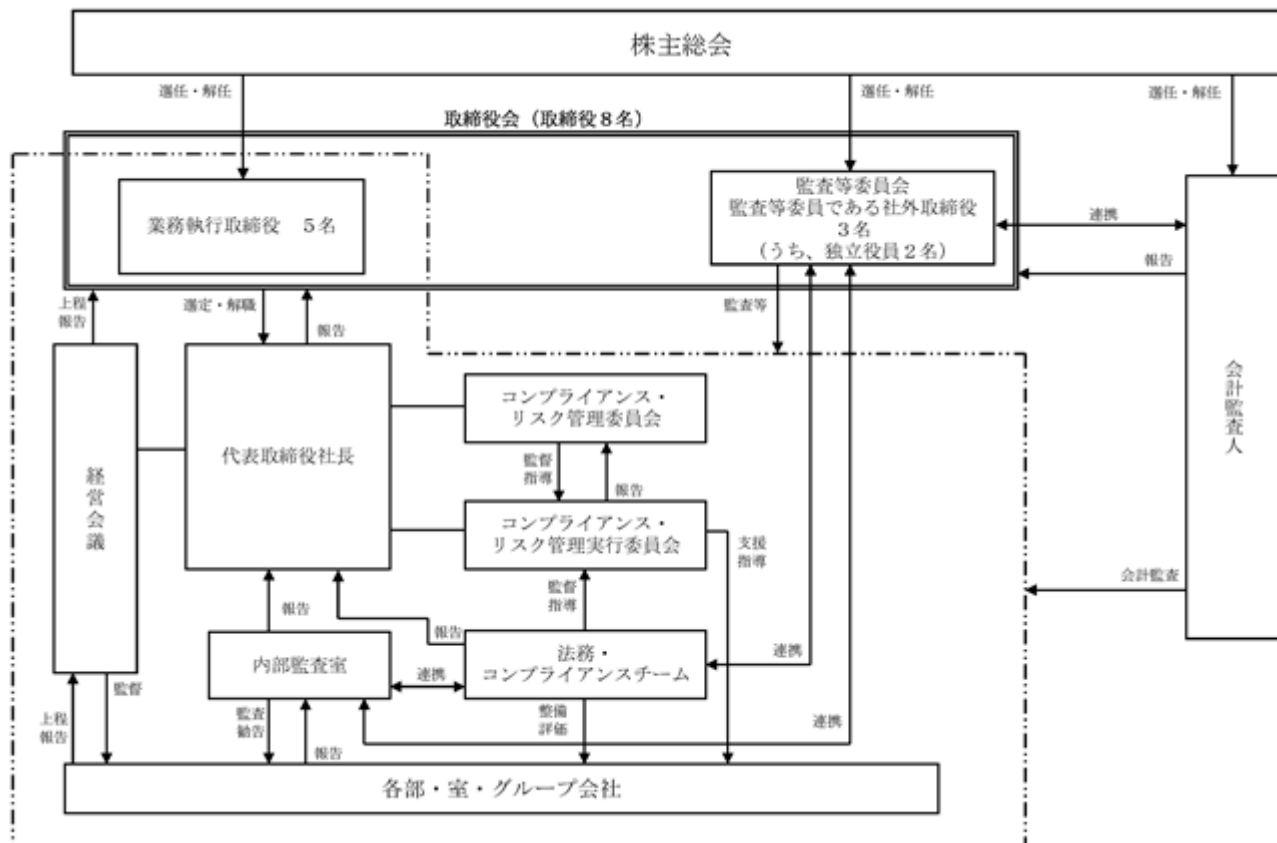 株主総会
選任・解任
選任・解任
選任・解任
取締役会（取締役８名）
業務執行取締役　５名
監査等委員会
監査等委員である社外取締役
３名
（うち、独立役員２名）
連携
報告
上程
報告
選定・解職
報告
監査等
会計監査人
経営会議
代表取締役社長
コンプライアンス・
リスク管理委員会
監督
指導
報告
コンプライアンス・
リスク管理実行委員会
支援
指導
会計監査
報告
監督
指導
報告
内部監査室
連携
法務・
コンプライアンスチーム
連携
上程
報告
監督
監査
勧告
報告
整備
評価
連携
各部・室・グループ会社